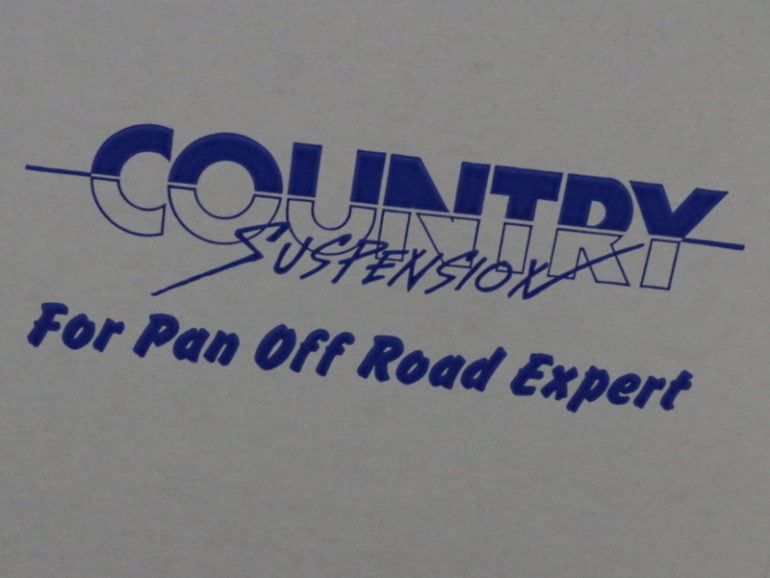 COUNTRY
SUSPENSION
For Pan Off Road Expert